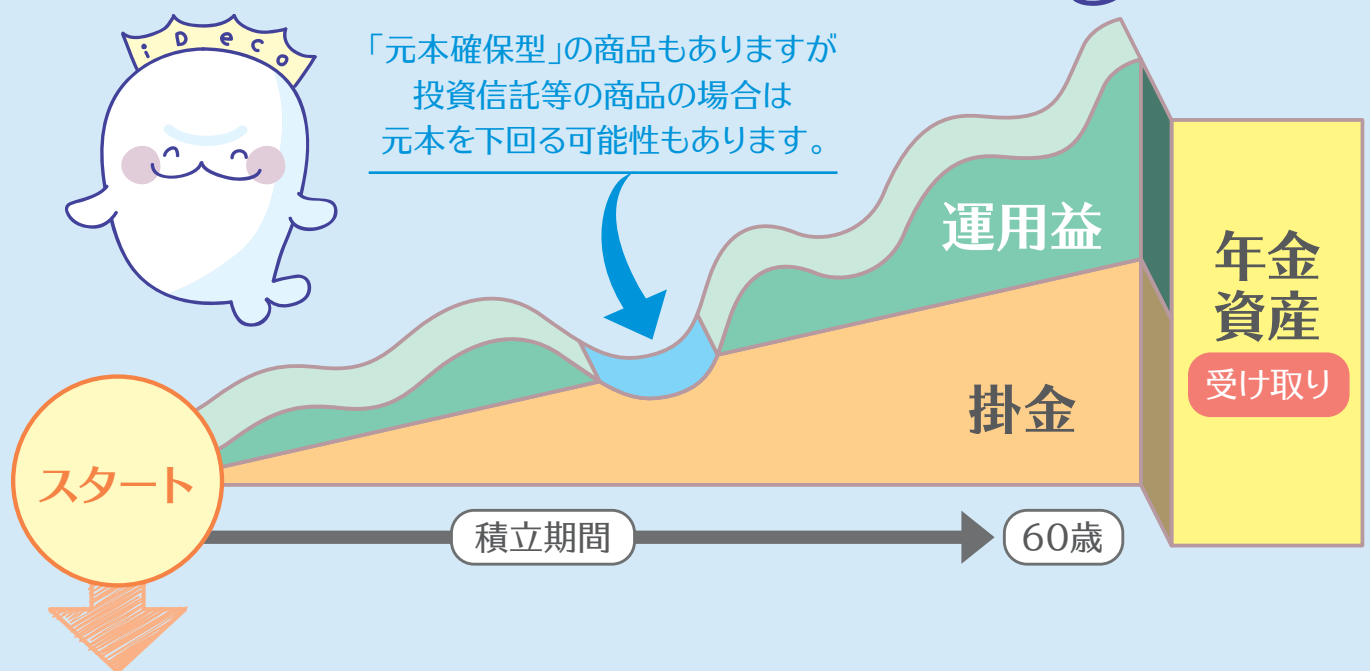 iDeCo
「元本確保型」の商品もありますが
投資信託等の商品の場合は
元本を下回る可能性もあります。
運用益
年金
資産
受け取り
掛金
スタート
積立期間
60歳